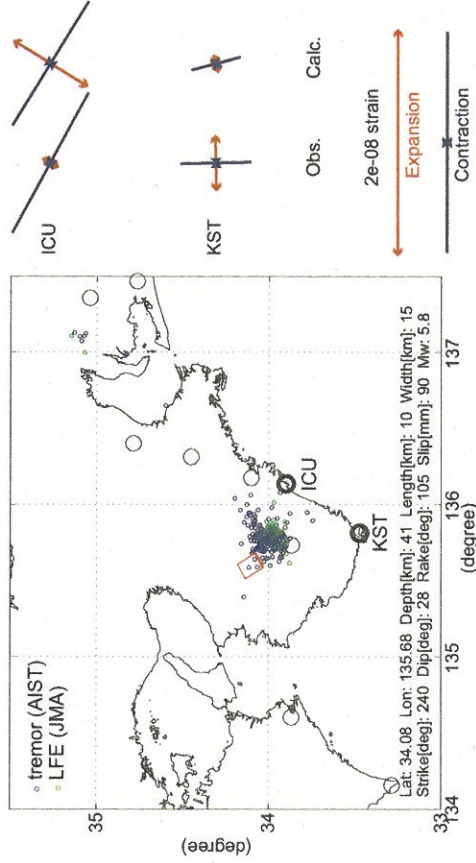 tremor (AIST)
LFE (JMA)
35
34
33
(degree)
134
135
136
137
(degree)
ICU
KST
Lat: 34.08 Lon: 135.68 Depth[km]: 41 Length[km]: 10 Width[km]: 15
Strike[deg]: 240 Dip[deg]: 28 Rake[deg]: 105 Slip[mm]: 90 Mw: 5.8
ICU
KST
Obs. Calc.
2e-08 strain
Expansion
Contraction